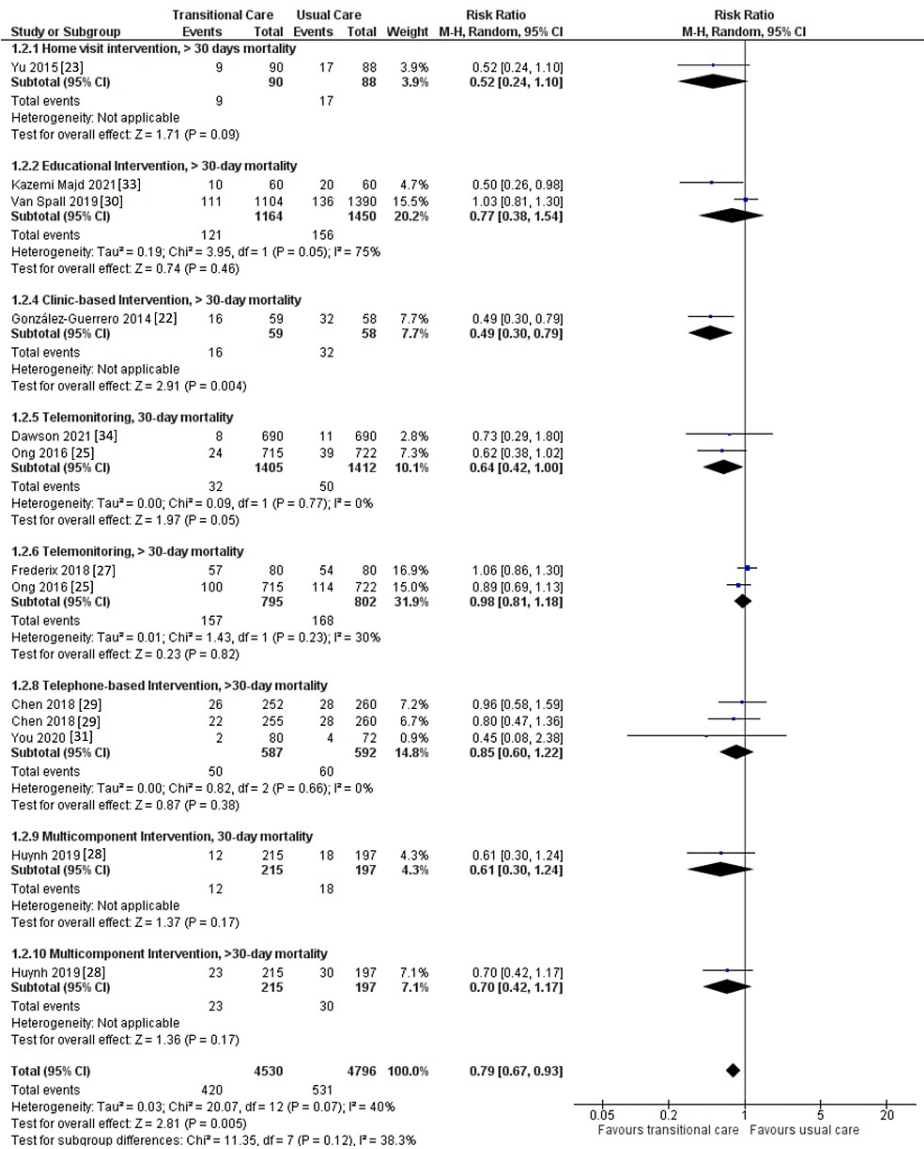 Transitional Care Usual Care Risk Ratio Risk Ratio
Study or Subgroup Events Total Events Total Weight M-H, Random, 95% CI M-H, Random, 95% CI
1.2.1 Home visit intervention, > 30 days mortality
Yu 2015 [23] 9 90 17 88 3.9% 0.52 [0.24, 1.10]
Subtotal (95% CI) 90 88 3.9% 0.52 [0.24, 1.10]
Total events 9 17
Heterogeneity: Not applicable
Test for overall effect: Z = 1.71 (P = 0.09)
1.2.2 Educational Intervention, > 30-day mortality
Kazemi Majd 2021 [33] 10 60 20 60 4.7% 0.50 [0.26, 0.98]
Van Spall 2019 [30] 111 1104 136 1390 15.5% 1.03 [0.81, 1.30]
Subtotal (95% CI) 1164 1450 20.2% 0.77 [0.38, 1.54]
Total events 121 156
Heterogeneity: Tau² = 0.19; Chi² = 3.95, df = 1 (P = 0.05); I² = 75%
Test for overall effect: Z = 0.74 (P = 0.46)
1.2.4 Clinic-based Intervention, > 30-day mortality
González-Guerrero 2014 [22] 16 59 32 58 7.7% 0.49 [0.30, 0.79]
Subtotal (95% CI) 59 58 7.7% 0.49 [0.30, 0.79]
Total events 16 32
Heterogeneity: Not applicable
Test for overall effect: Z = 2.91 (P = 0.004)
1.2.5 Telemonitoring, 30-day mortality
Dawson 2021 [34] 8 690 11 690 2.8% 0.73 [0.29, 1.80]
Ong 2016 [25] 24 715 39 722 7.3% 0.62 [0.38, 1.02]
Subtotal (95% CI) 1405 1412 10.1% 0.64 [0.42, 1.00]
Total events 32 50
Heterogeneity: Tau² = 0.00; Chi² = 0.09, df = 1 (P = 0.77); I² = 0%
Test for overall effect: Z = 1.97 (P = 0.05)
1.2.6 Telemonitoring, > 30-day mortality
Frederix 2018 [27] 57 80 54 80 16.9% 1.06 [0.86, 1.30]
Ong 2016 [25] 100 715 114 722 15.0% 0.89 [0.69, 1.13]
Subtotal (95% CI) 795 802 31.9% 0.98 [0.81, 1.18]
Total events 157 168
Heterogeneity: Tau² = 0.01; Chi² = 1.43, df = 1 (P = 0.23); I² = 30%
Test for overall effect: Z = 0.23 (P = 0.82)
1.2.8 Telephone-based Intervention, >30-day mortality
Chen 2018 [29] 26 252 28 260 7.2% 0.96 [0.58, 1.59]
Chen 2018 [29] 22 255 28 260 6.7% 0.80 [0.47, 1.36]
You 2020 [31] 2 80 4 72 0.9% 0.45 [0.08, 2.38]
Subtotal (95% CI) 587 592 14.8% 0.85 [0.60, 1.22]
Total events 50 60
Heterogeneity: Tau² = 0.00; Chi² = 0.82, df = 2 (P = 0.66); I² = 0%
Test for overall effect: Z = 0.87 (P = 0.38)
1.2.9 Multicomponent Intervention, 30-day mortality
Huynh 2019 [28] 12 215 18 197 4.3% 0.61 [0.30, 1.24]
Subtotal (95% CI) 215 197 4.3% 0.61 [0.30, 1.24]
Total events 12 18
Heterogeneity: Not applicable
Test for overall effect: Z = 1.37 (P = 0.17)
1.2.10 Multicomponent Intervention, >30-day mortality
Huynh 2019 [28] 23 215 30 197 7.1% 0.70 [0.42, 1.17]
Subtotal (95% CI) 215 197 7.1% 0.70 [0.42, 1.17]
Total events 23 30
Heterogeneity: Not applicable
Test for overall effect: Z = 1.36 (P = 0.17)
Total (95% CI) 4530 4796 100.0% 0.79 [0.67, 0.93]
Total events 420 531
Heterogeneity: Tau² = 0.03; Chi² = 20.07, df = 12 (P = 0.07); I² = 40%
Test for overall effect: Z = 2.81 (P = 0.005)
Test for subgroup differences: Chi² = 11.35, df = 7 (P = 0.12), I² = 38.3%
0.05 0.2 1 5 20
Favours transitional care Favours usual care